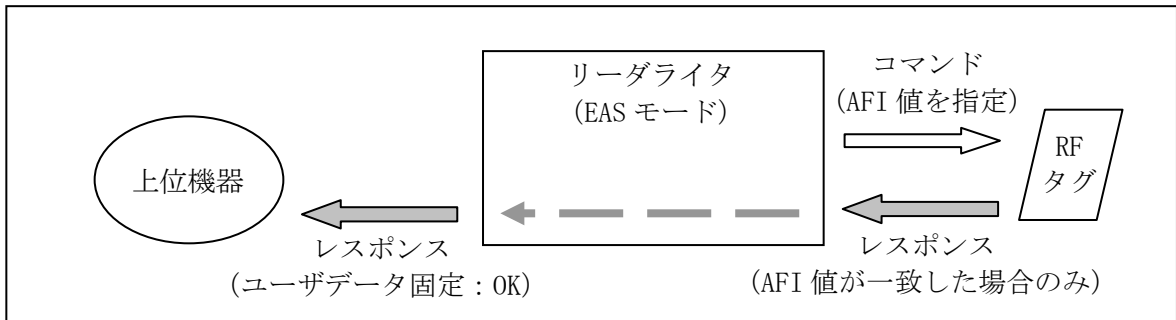 リーダライタ
(EAS モード)
コマンド
(AFI 値を指定)
上位機器
RF
タグ
レスポンス
(ユーザデータ固定：OK)
レスポンス
(AFI 値が一致した場合のみ)